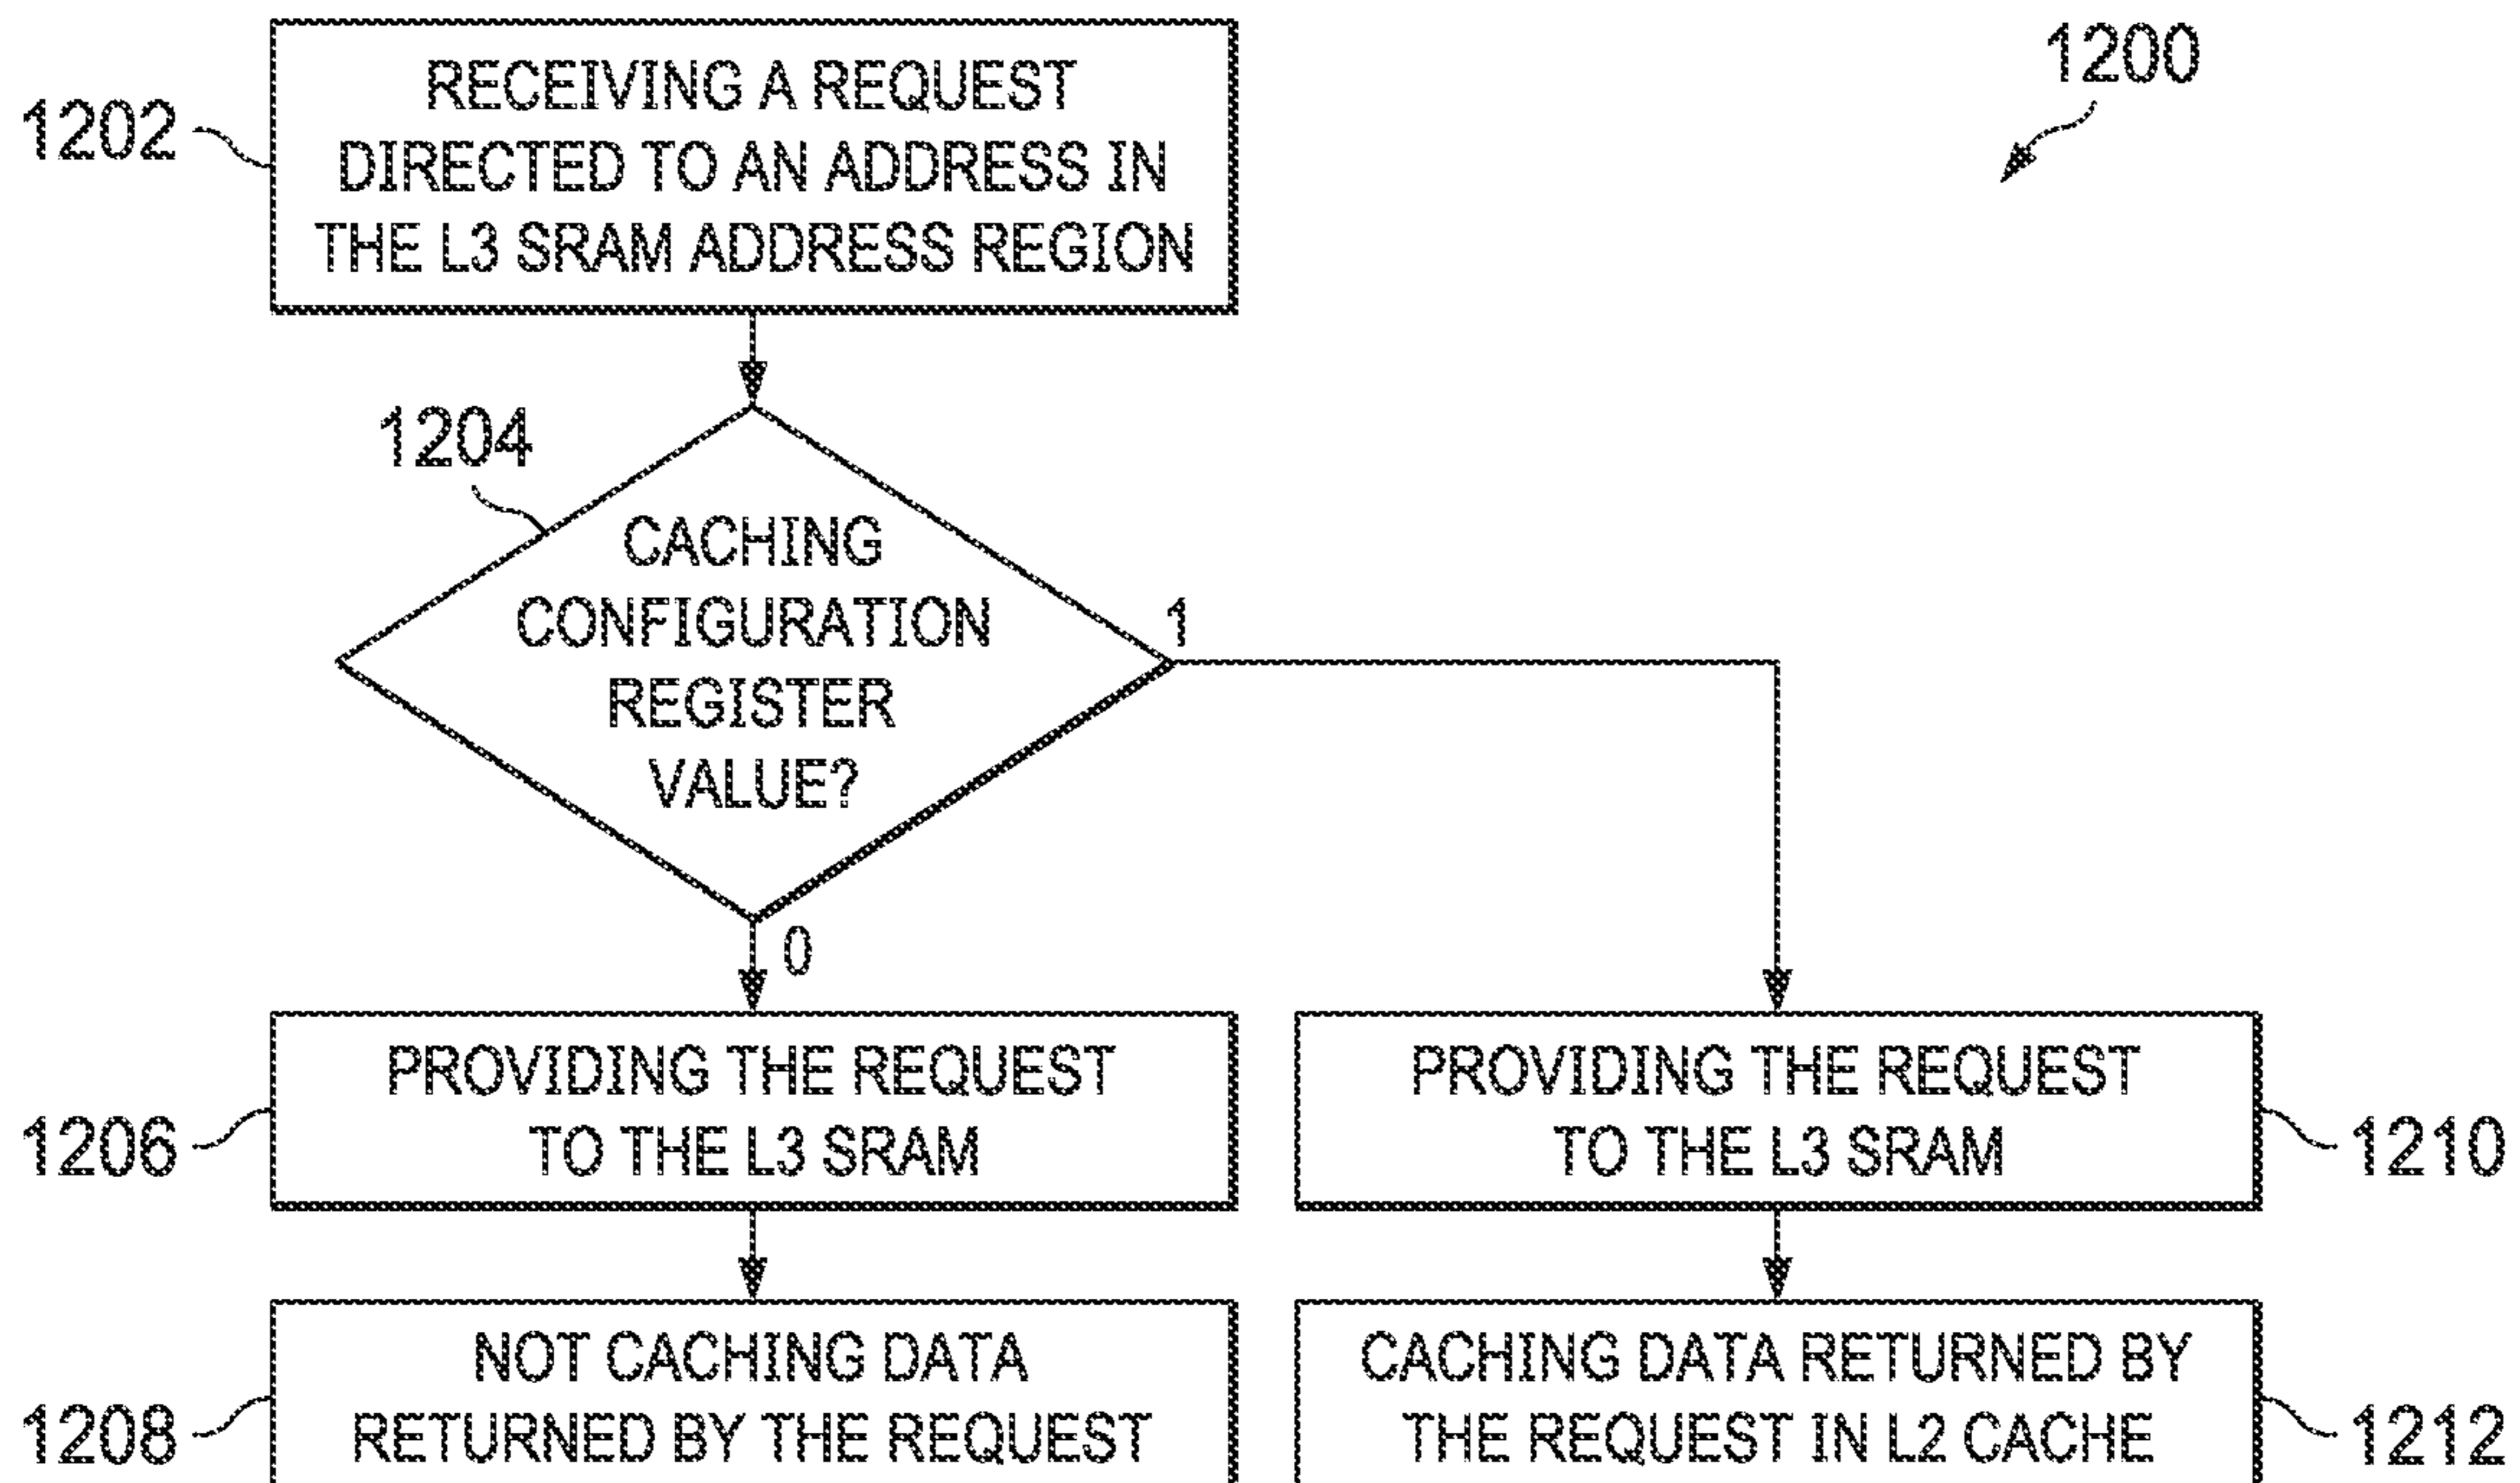 1200
1202
RECEIVING A REQUEST
DIRECTED TO AN ADDRESS IN
THE L3 SRAM ADDRESS REGION
1204
CACHING
CONFIGURATION
REGISTER
VALUE?
1
0
1206
PROVIDING THE REQUEST
TO THE L3 SRAM
PROVIDING THE REQUEST
TO THE L3 SRAM
1210
1208
NOT CACHING DATA
RETURNED BY THE REQUEST
CACHING DATA RETURNED BY
THE REQUEST IN L2 CACHE
1212